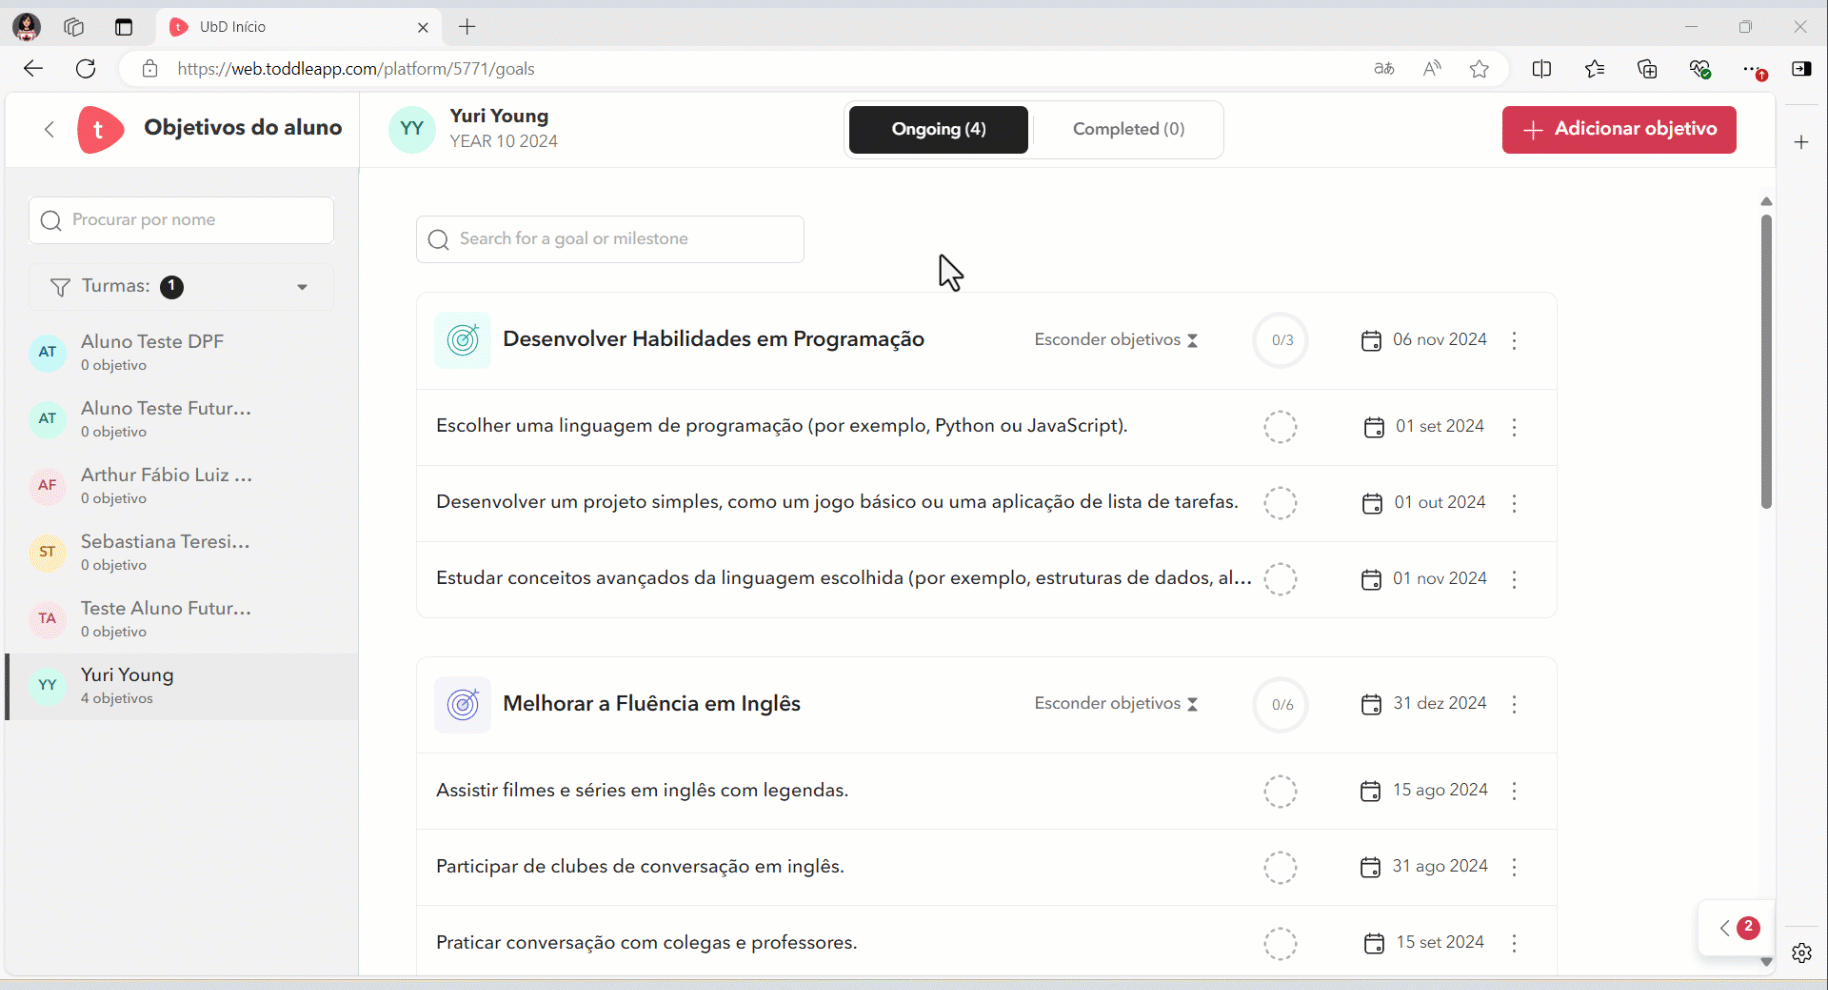 UbD Início
https://web.toddleapp.com/platform/5771/goals
t
Objetivos do aluno
YY
Yuri Young
YEAR 10 2024
Ongoing (4)
Completed (0)
Adicionar objetivo
Procurar por nome
Turmas: 1
AT
Aluno Teste DPF
0 objetivo
AT
Aluno Teste Futur...
0 objetivo
AF
Arthur Fábio Luiz ...
0 objetivo
ST
Sebastiana Teresi...
0 objetivo
TA
Teste Aluno Futur...
0 objetivo
YY
Yuri Young
4 objetivos
Search for a goal or milestone
Desenvolver Habilidades em Programação
Esconder objetivos
0/3
06 nov 2024
Escolher uma linguagem de programação (por exemplo, Python ou JavaScript).
01 set 2024
Desenvolver um projeto simples, como um jogo básico ou uma aplicação de lista de tarefas.
01 out 2024
Estudar conceitos avançados da linguagem escolhida (por exemplo, estruturas de dados, al...
01 nov 2024
Melhorar a Fluência em Inglês
Esconder objetivos
0/6
31 dez 2024
Assistir filmes e séries em inglês com legendas.
15 ago 2024
Participar de clubes de conversação em inglês.
31 ago 2024
Praticar conversação com colegas e professores.
15 set 2024
2